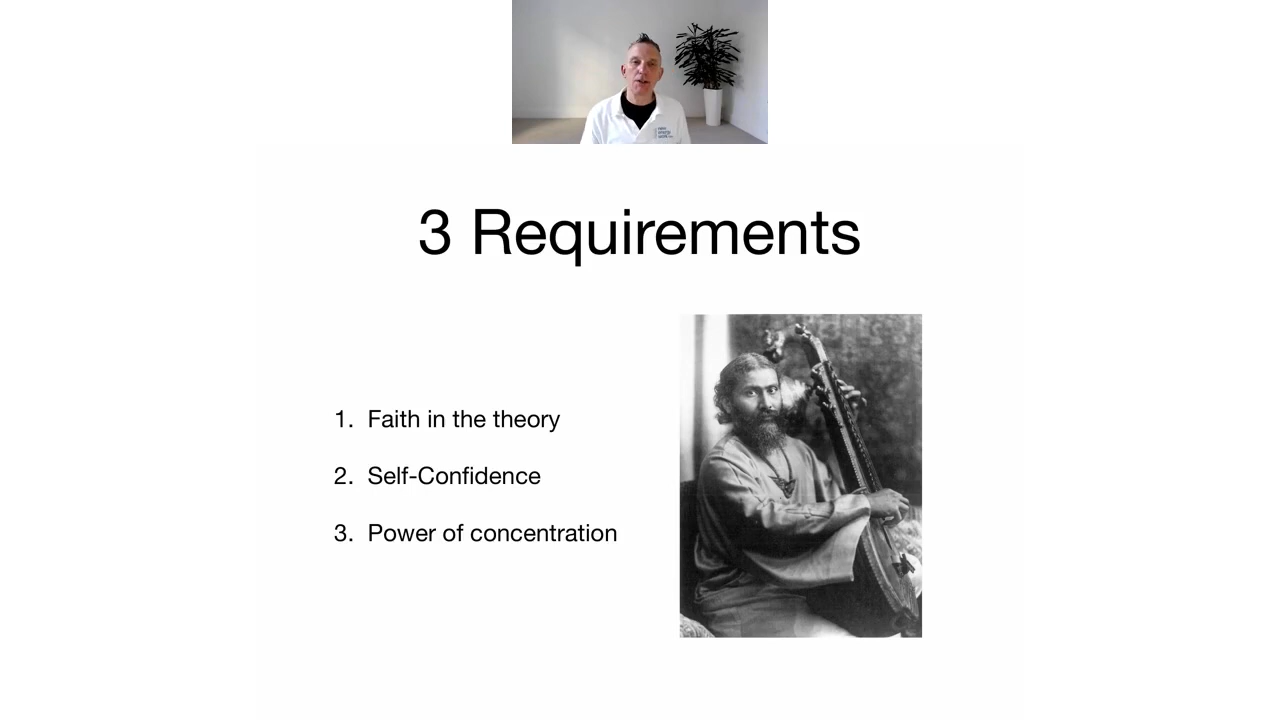 3 Requirements
1. Faith in the theory
2. Self-Confidence
3. Power of concentration